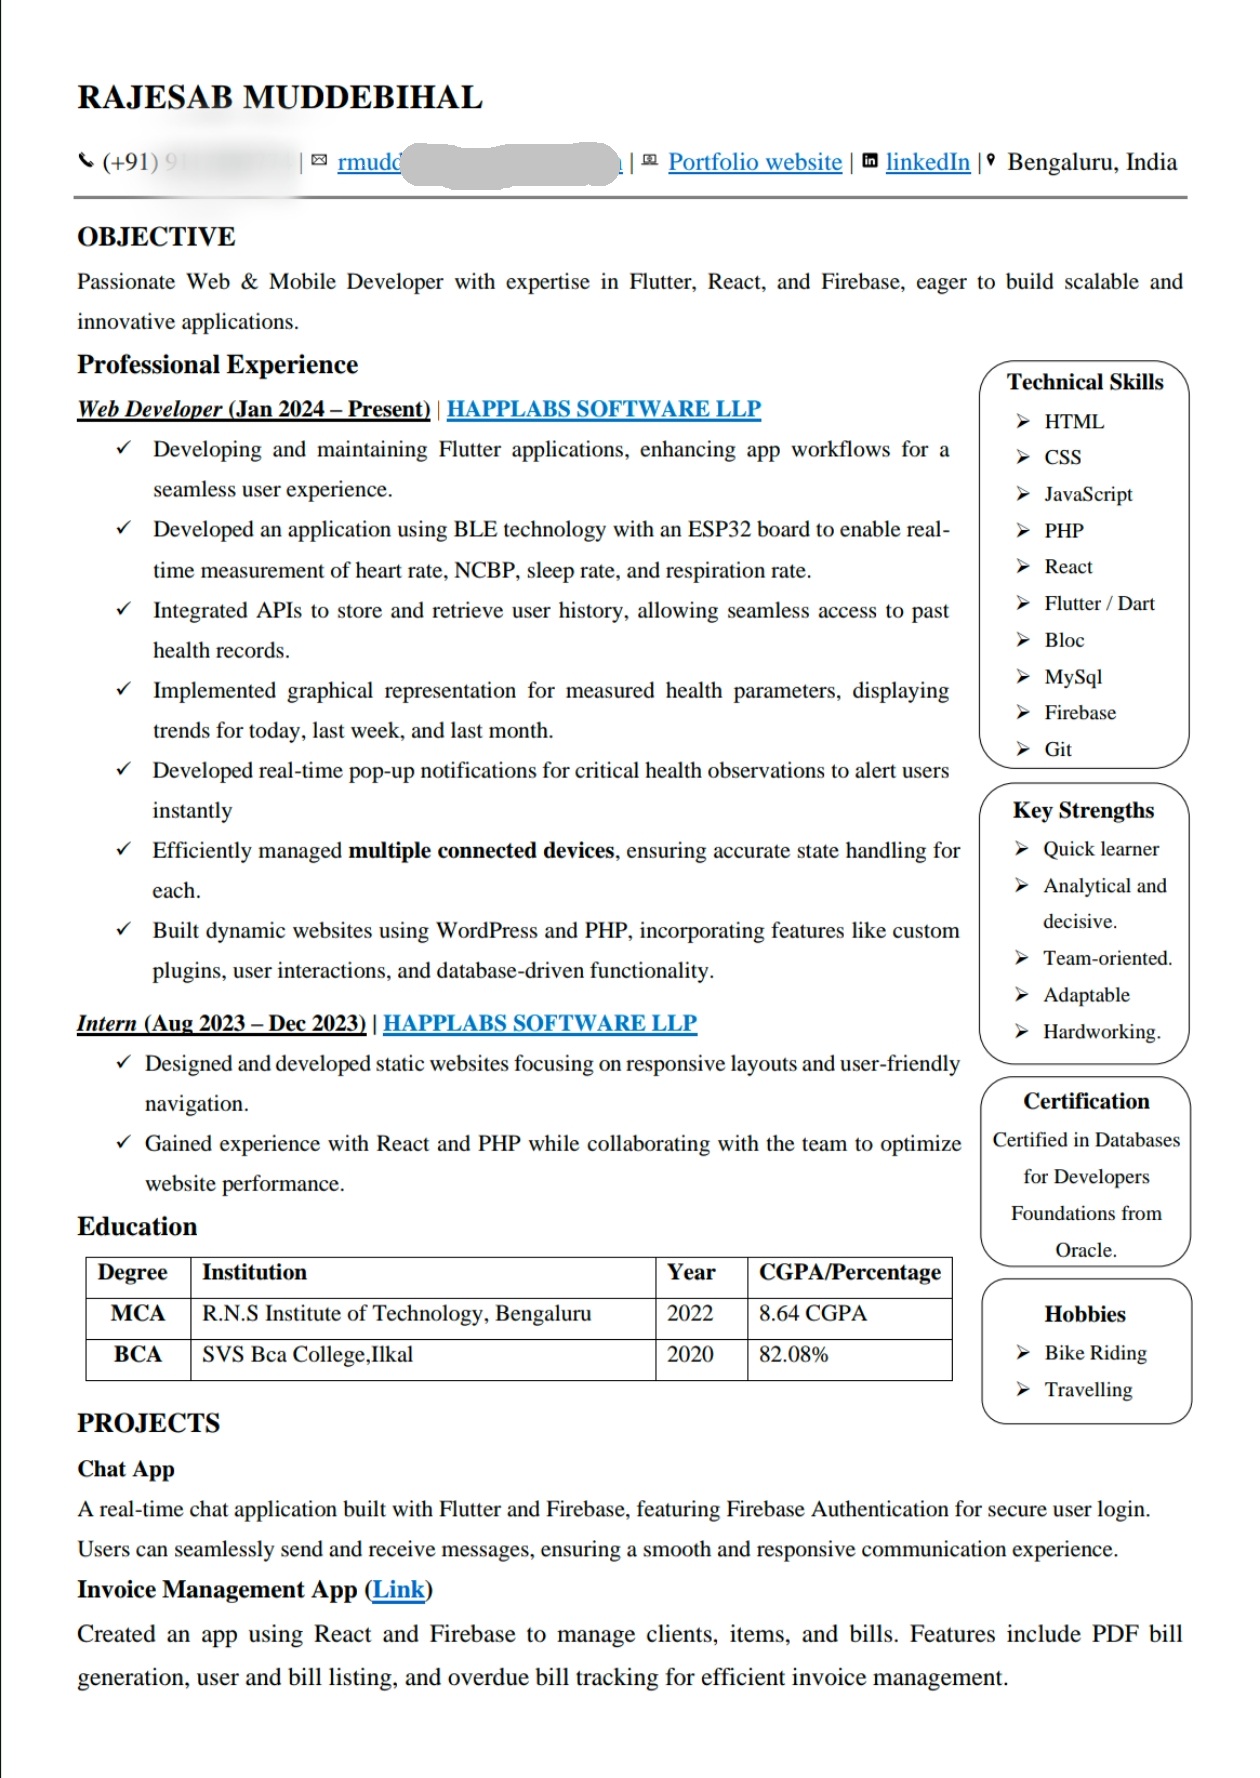 RAJESAB MUDDEBIHAL
(+91) | | Portfolio website | linkedIn | Bengaluru, India
OBJECTIVE
Passionate Web & Mobile Developer with expertise in Flutter, React, and Firebase, eager to build scalable and
innovative applications.
Professional Experience
Web Developer (Jan 2024 – Present) | HAPPLABS SOFTWARE LLP
✓ Developing and maintaining Flutter applications, enhancing app workflows for a
seamless user experience.
✓ Developed an application using BLE technology with an ESP32 board to enable real-
time measurement of heart rate, NCBP, sleep rate, and respiration rate.
✓ Integrated APIs to store and retrieve user history, allowing seamless access to past
health records.
✓ Implemented graphical representation for measured health parameters, displaying
trends for today, last week, and last month.
✓ Developed real-time pop-up notifications for critical health observations to alert users
instantly
✓ Efficiently managed multiple connected devices, ensuring accurate state handling for
each.
✓ Built dynamic websites using WordPress and PHP, incorporating features like custom
plugins, user interactions, and database-driven functionality.
Intern (Aug 2023 – Dec 2023) | HAPPLABS SOFTWARE LLP
✓ Designed and developed static websites focusing on responsive layouts and user-friendly
navigation.
✓ Gained experience with React and PHP while collaborating with the team to optimize
website performance.
Technical Skills
➢ HTML
➢ CSS
➢ JavaScript
➢ PHP
➢ React
➢ Flutter / Dart
➢ Bloc
➢ MySql
➢ Firebase
➢ Git
Key Strengths
➢ Quick learner
➢ Analytical and
decisive.
➢ Team-oriented.
➢ Adaptable
➢ Hardworking.
Certification
Certified in Databases
for Developers
Foundations from
Oracle.
Hobbies
➢ Bike Riding
➢ Travelling
Education
Degree Institution Year CGPA/Percentage
MCA R.N.S Institute of Technology, Bengaluru 2022 8.64 CGPA
BCA SVS Bca College,Ilkal 2020 82.08%
PROJECTS
Chat App
A real-time chat application built with Flutter and Firebase, featuring Firebase Authentication for secure user login.
Users can seamlessly send and receive messages, ensuring a smooth and responsive communication experience.
Invoice Management App (Link)
Created an app using React and Firebase to manage clients, items, and bills. Features include PDF bill
generation, user and bill listing, and overdue bill tracking for efficient invoice management.